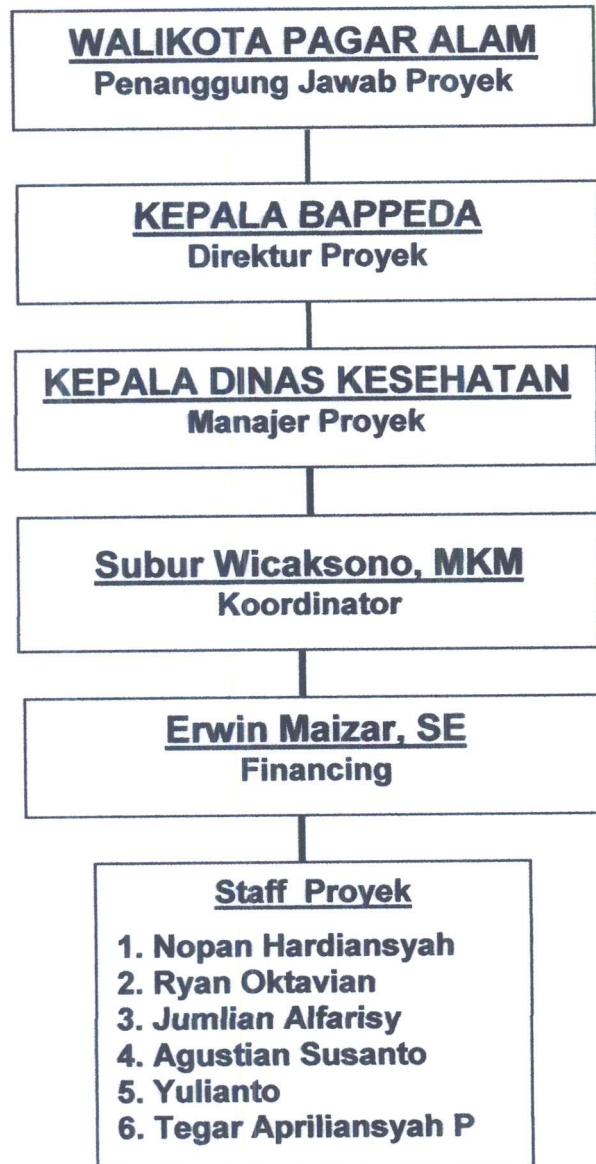 WALIKOTA PAGAR ALAM
Penanggung Jawab Proyek
KEPALA BAPPEDA
Direktur Proyek
KEPALA DINAS KESEHATAN
Manajer Proyek
Subur Wicaksono, MKM
Koordinator
Erwin Maizar, SE
Financing
Staff Proyek
1. Nopan Hardiansyah
2. Ryan Oktavian
3. Jumlian Alfarisy
4. Agustian Susanto
5. Yulianto
6. Tegar Apriliansyah P